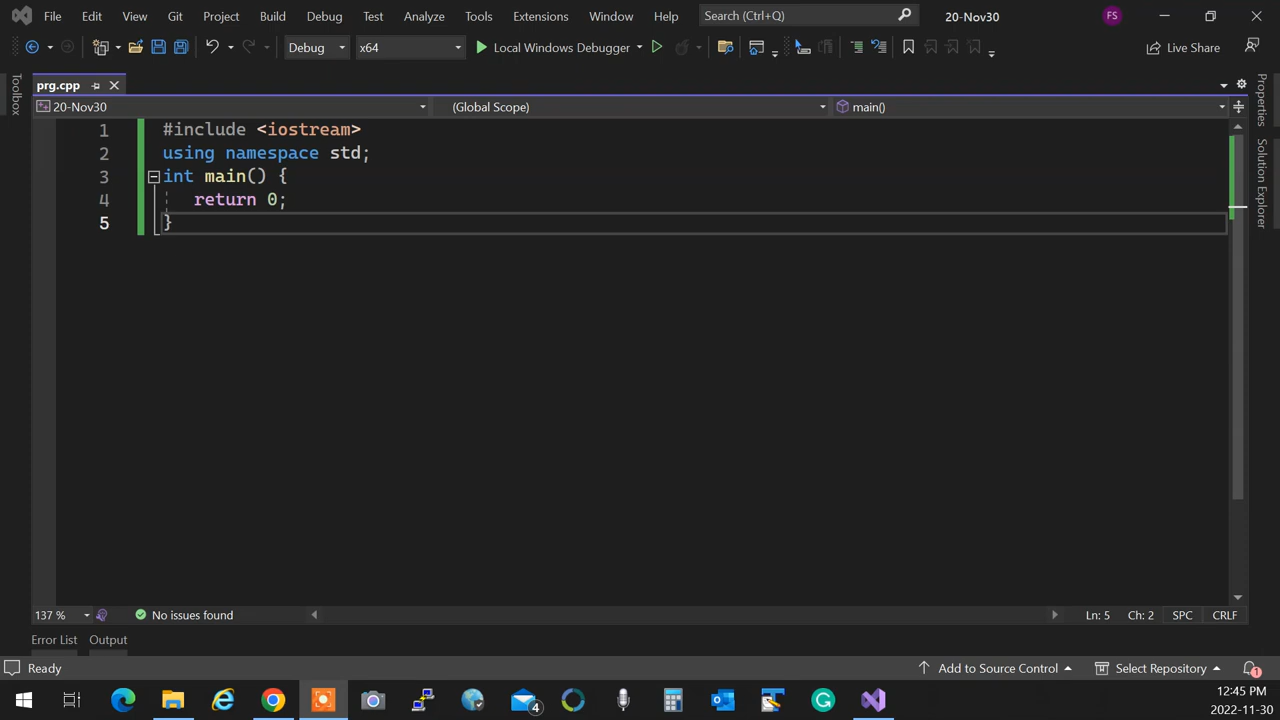 File Edit View Git Project Build Debug Test Analyze Tools Extensions Window Help Search (Ctrl+Q) 20-Nov30 FS
Debug x64 Local Windows Debugger Live Share
Toolbox
prg.cpp
20-Nov30 (Global Scope) main()
1 #include <iostream>
2 using namespace std;
3 int main() {
4 return 0;
5 }
Properties
Solution Explorer
137 % No issues found Ln: 5 Ch: 2 SPC CRLF
Error List Output
Ready Add to Source Control Select Repository 1
4
12:45 PM
2022-11-30